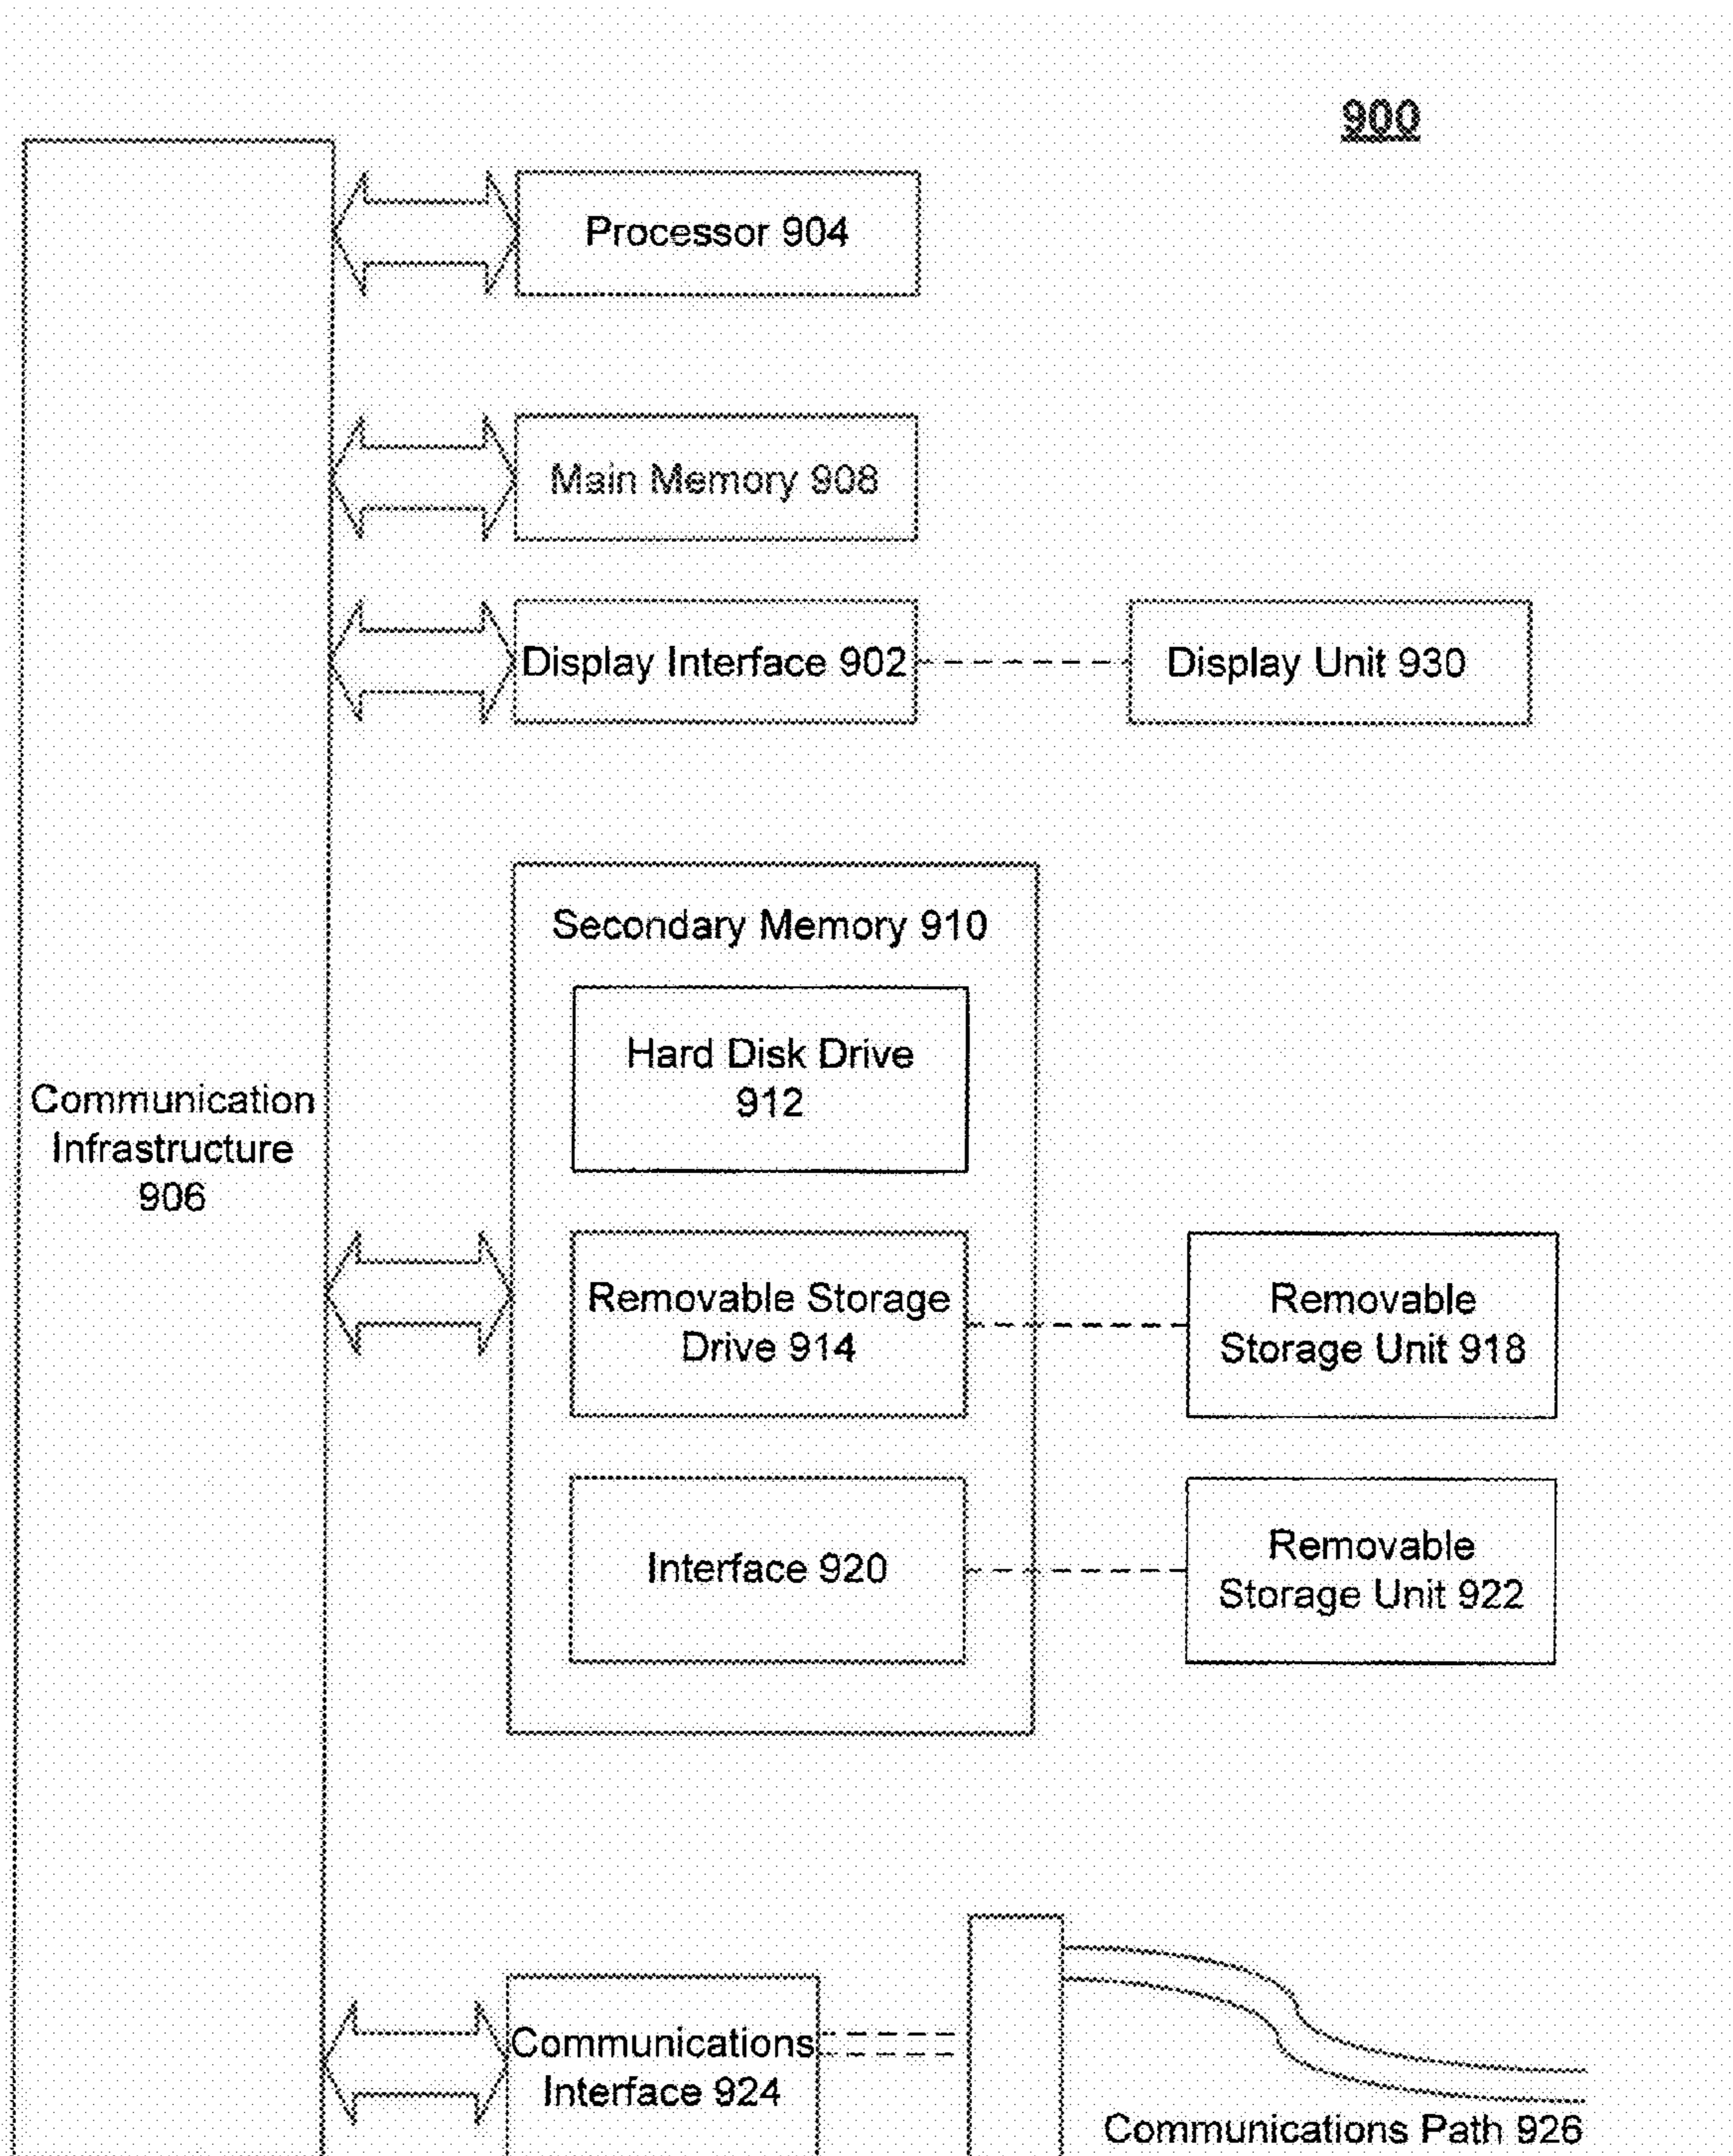 900
Processor 904
Main Memory 908
Display Interface 902
Display Unit 930
Secondary Memory 910
Hard Disk Drive
912
Communication
Infrastructure
906
Removable Storage
Drive 914
Removable
Storage Unit 918
Interface 920
Removable
Storage Unit 922
Communications
Interface 924
Communications Path 926